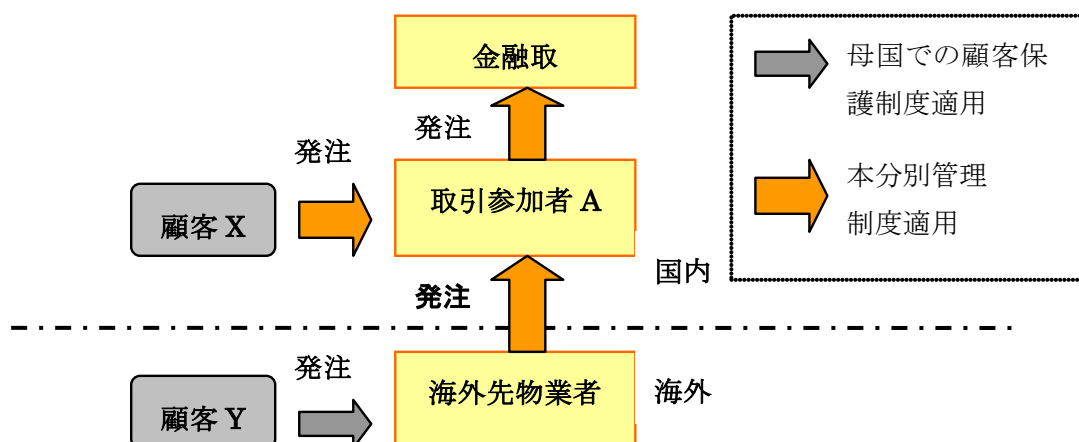 金融取
母国での顧客保
護制度適用
発注
発注
取引参加者 A
本分別管理
制度適用
顧客 X
国内
発注
発注
海外先物業者
海外
顧客 Y